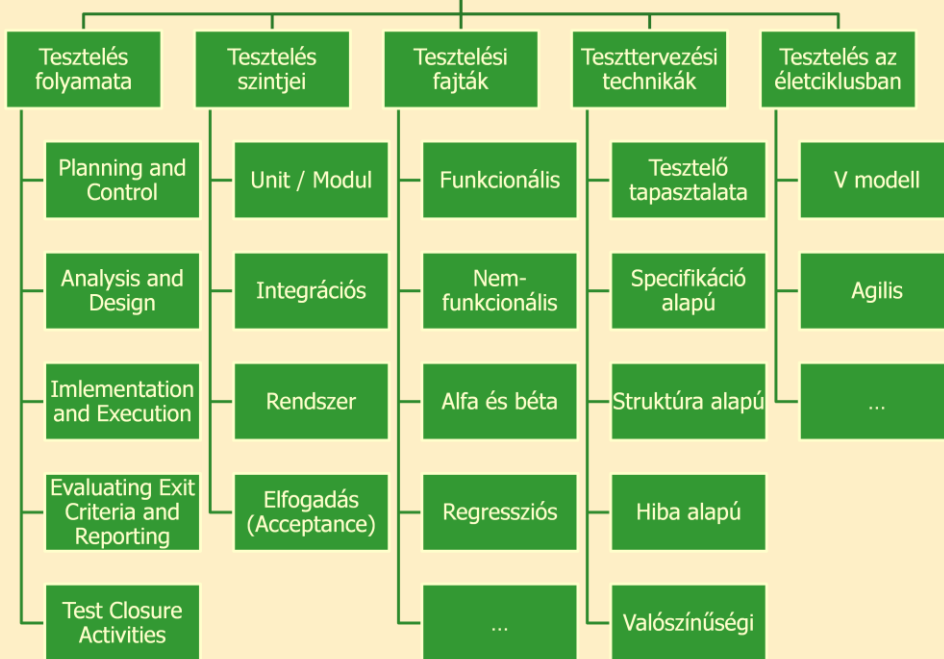 Tesztelés
folyamata
Planning and
Control
Analysis and
Design
Imlementation
and Execution
Evaluating Exit
Criteria and
Reporting
Test Closure
Activities
Tesztelés
szintjei
Unit / Modul
Integrációs
Rendszer
Elfogadás
(Acceptance)
Tesztelési
fajták
Funkcionális
Nem-
funkcionális
Alfa és béta
Regressziós
...
Teszttervezési
technikák
Tesztelő
tapasztalata
Specifikáció
alapú
Struktúra alapú
Hiba alapú
Valószínűségi
Tesztelés az
életciklusban
V modell
Agilis
...